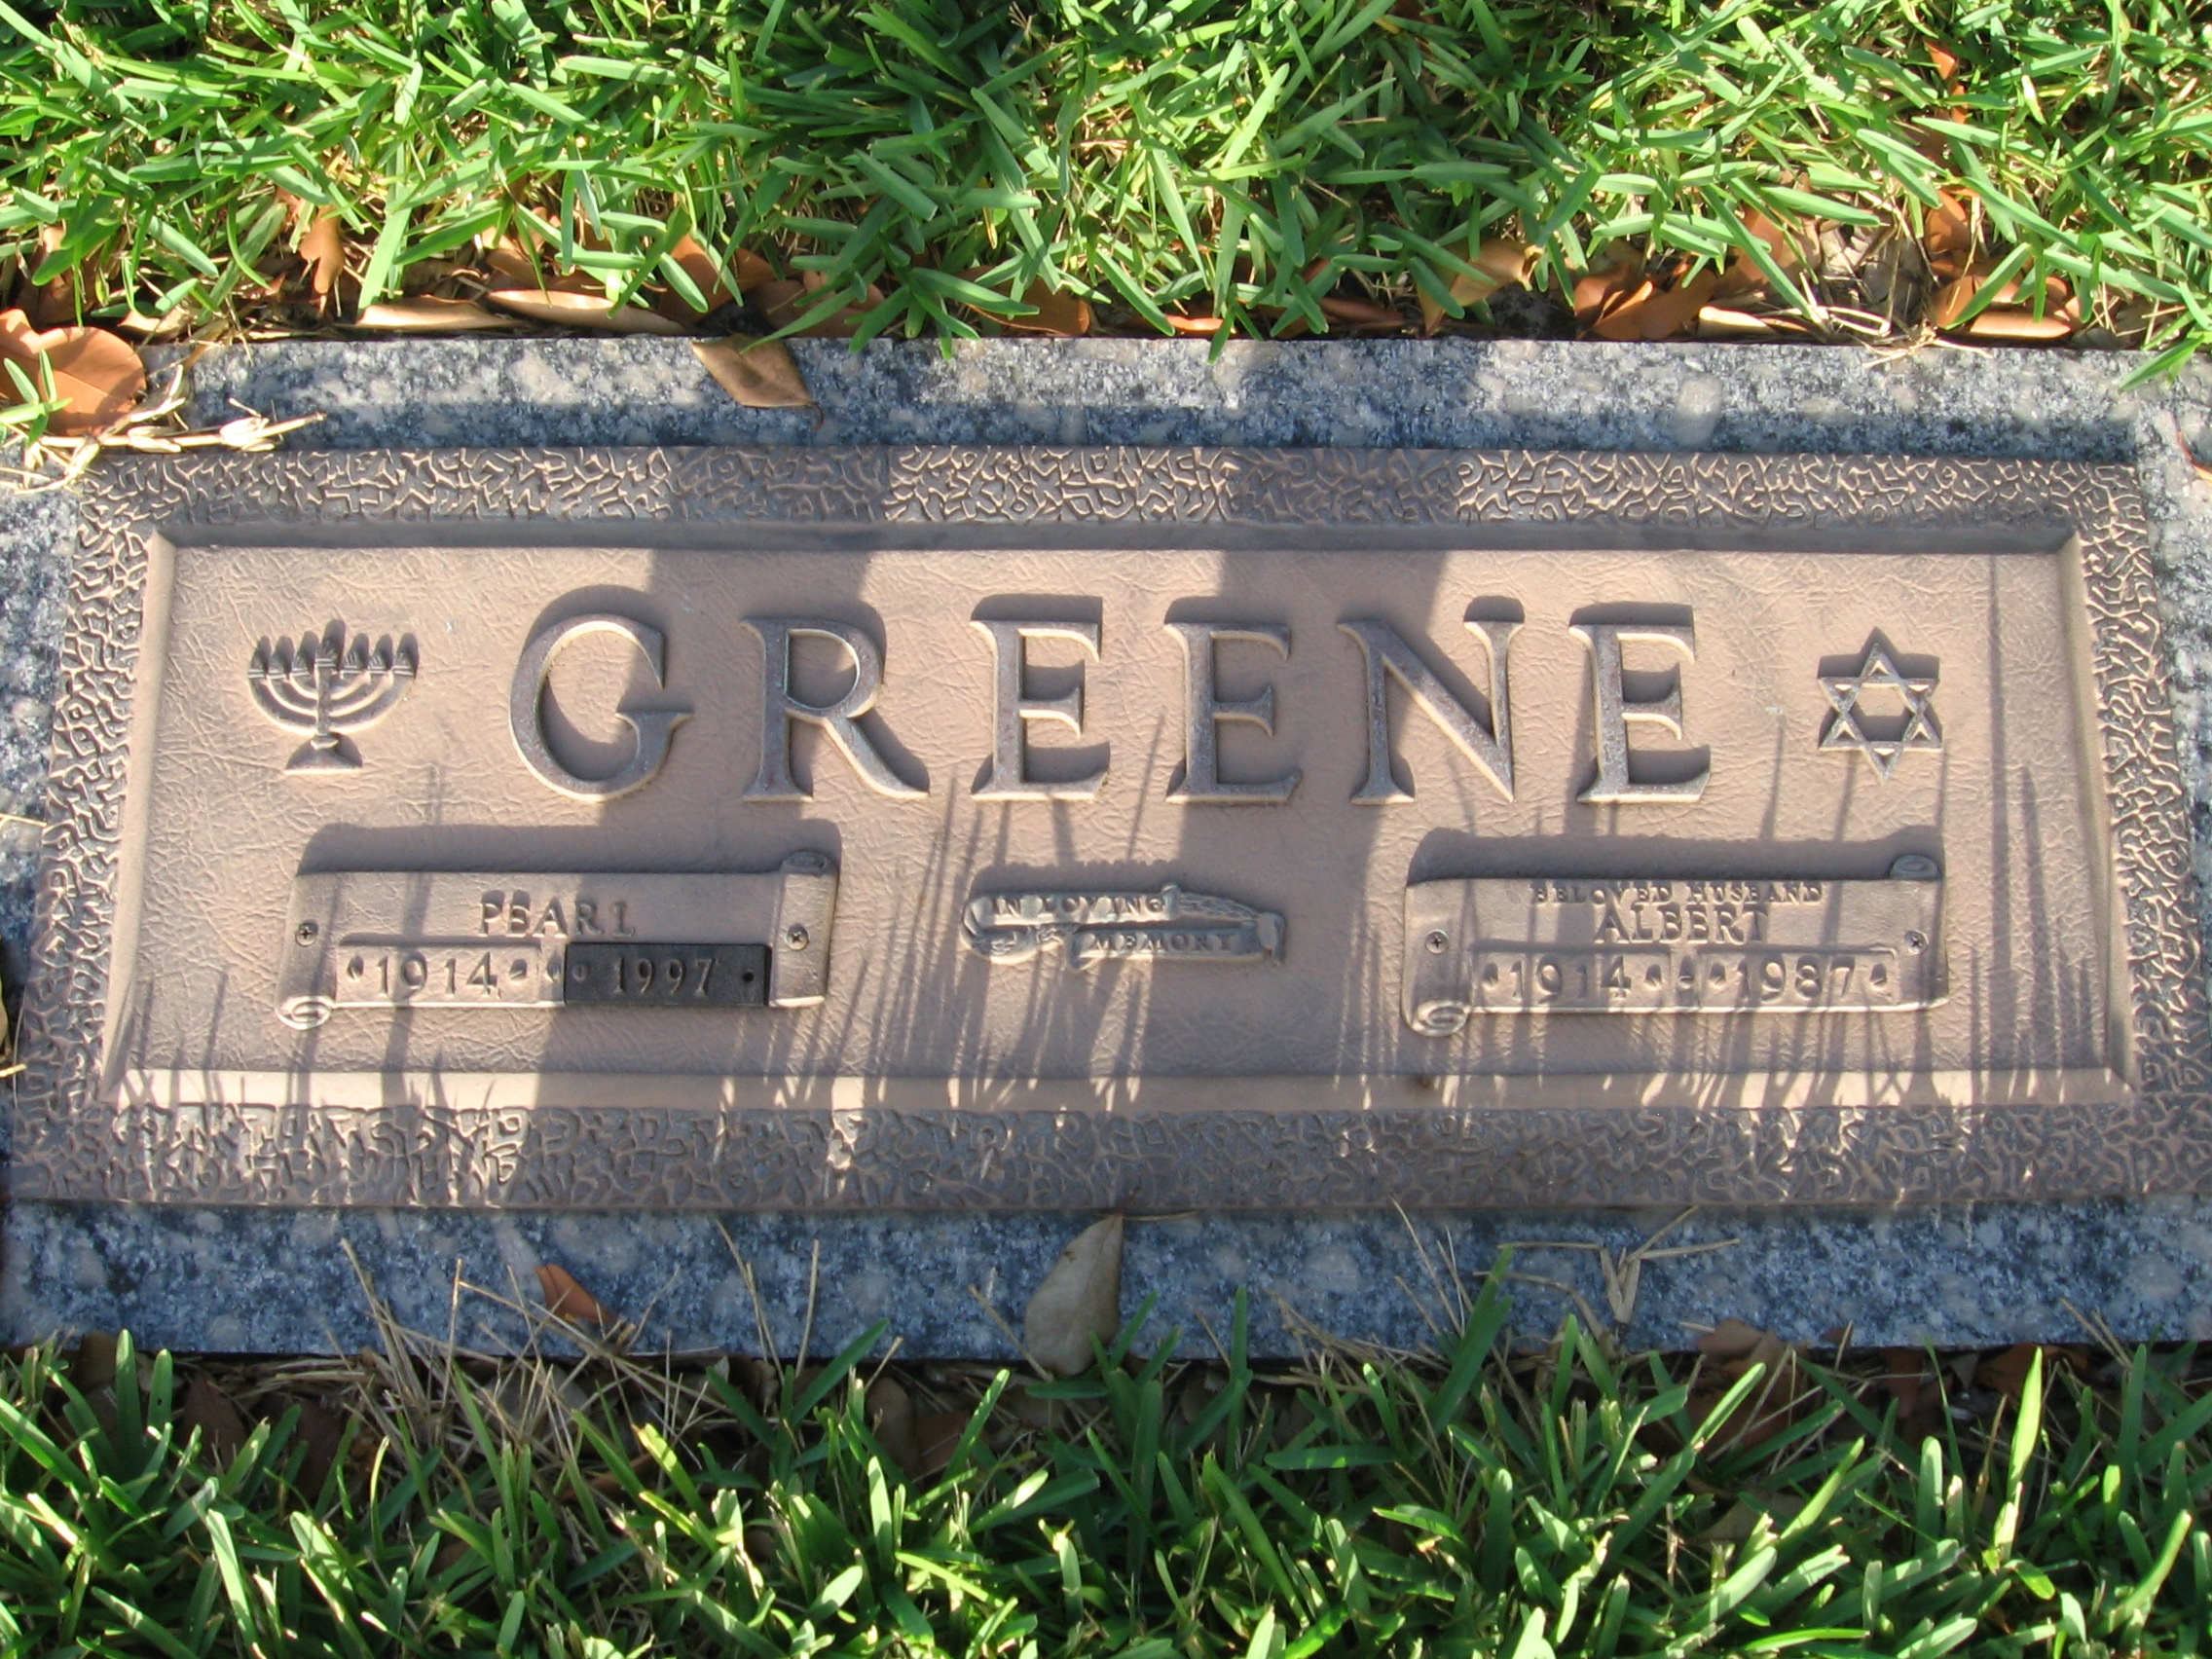 GREENE
PEARL
1914 1997
IN LOVING
MEMORY
BELOVED HUSBAND
ALBERT
1914 - 1987